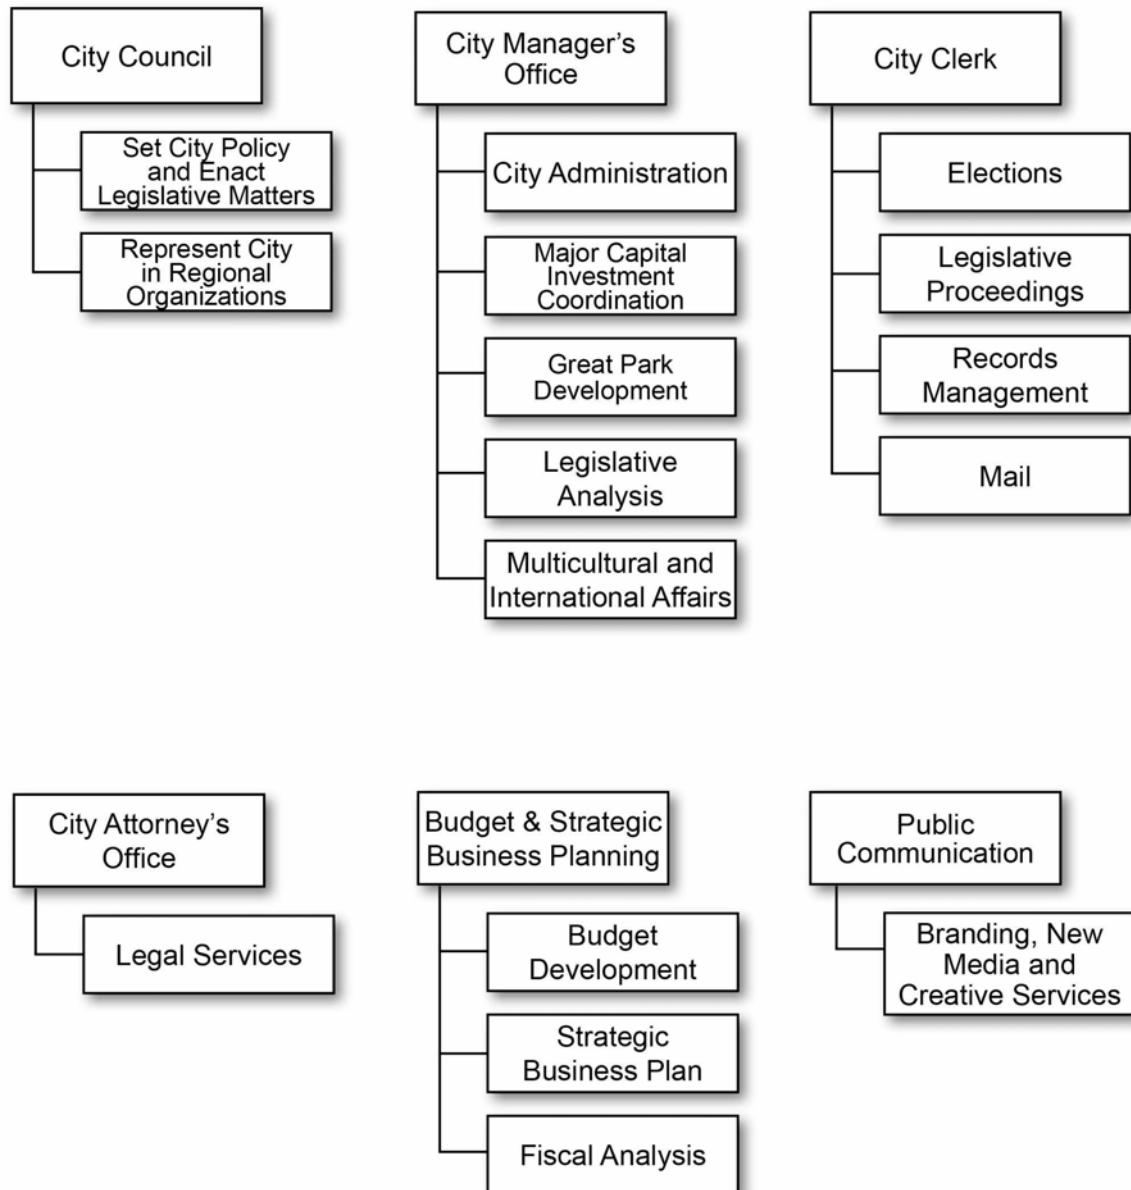 City Council
Set City Policy
and Enact
Legislative Matters
Represent City
in Regional
Organizations
City Manager’s
Office
City Administration
Major Capital
Investment
Coordination
Great Park
Development
Legislative
Analysis
Multicultural and
International Affairs
City Clerk
Elections
Legislative
Proceedings
Records
Management
Mail
City Attorney’s
Office
Legal Services
Budget & Strategic
Business Planning
Budget
Development
Strategic
Business Plan
Fiscal Analysis
Public
Communication
Branding, New
Media and
Creative Services